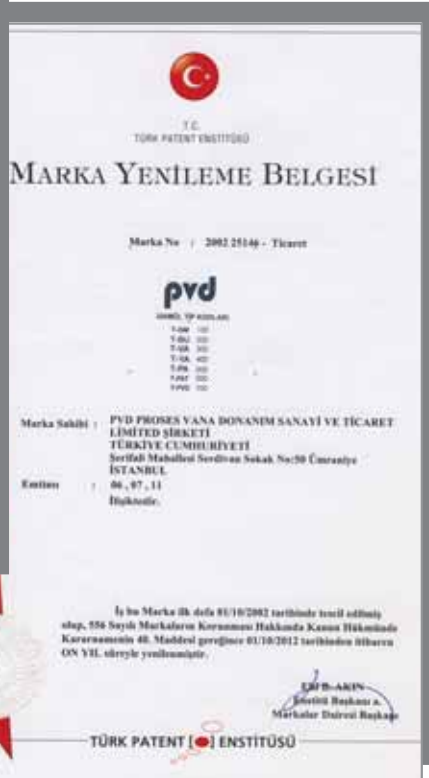 T.C.
TÜRK PATENT ENSTİTÜSÜ
MARKA YENİLEME BELGESİ
Marka No : 2002 25146 - Ticaret
pvd
Marka Sahibi : PVD PROSES VANA DONANIM SANAYİ VE TİCARET
LİMİTED ŞİRKETİ
TÜRKİYE CUMHURİYETİ
Şerifali Mahallesi Serdivan Sokak No:50 Ümraniye
İSTANBUL
Emtiası : 06 , 07 , 11
İlişiktedir.
İş bu Marka ilk defa 01/10/2002 tarihinde tescil edilmiş
olup, 556 Sayılı Markaların Korunması Hakkında Kanun Hükmünde
Kararnamenin 40. Maddesi gereğince 01/10/2012 tarihinden itibaren
ON YIL süreyle yenilenmiştir.
AKIN
Enstitü Başkanı a.
Markalar Dairesi Başkanı
TÜRK PATENT [ ] ENSTİTÜSÜ